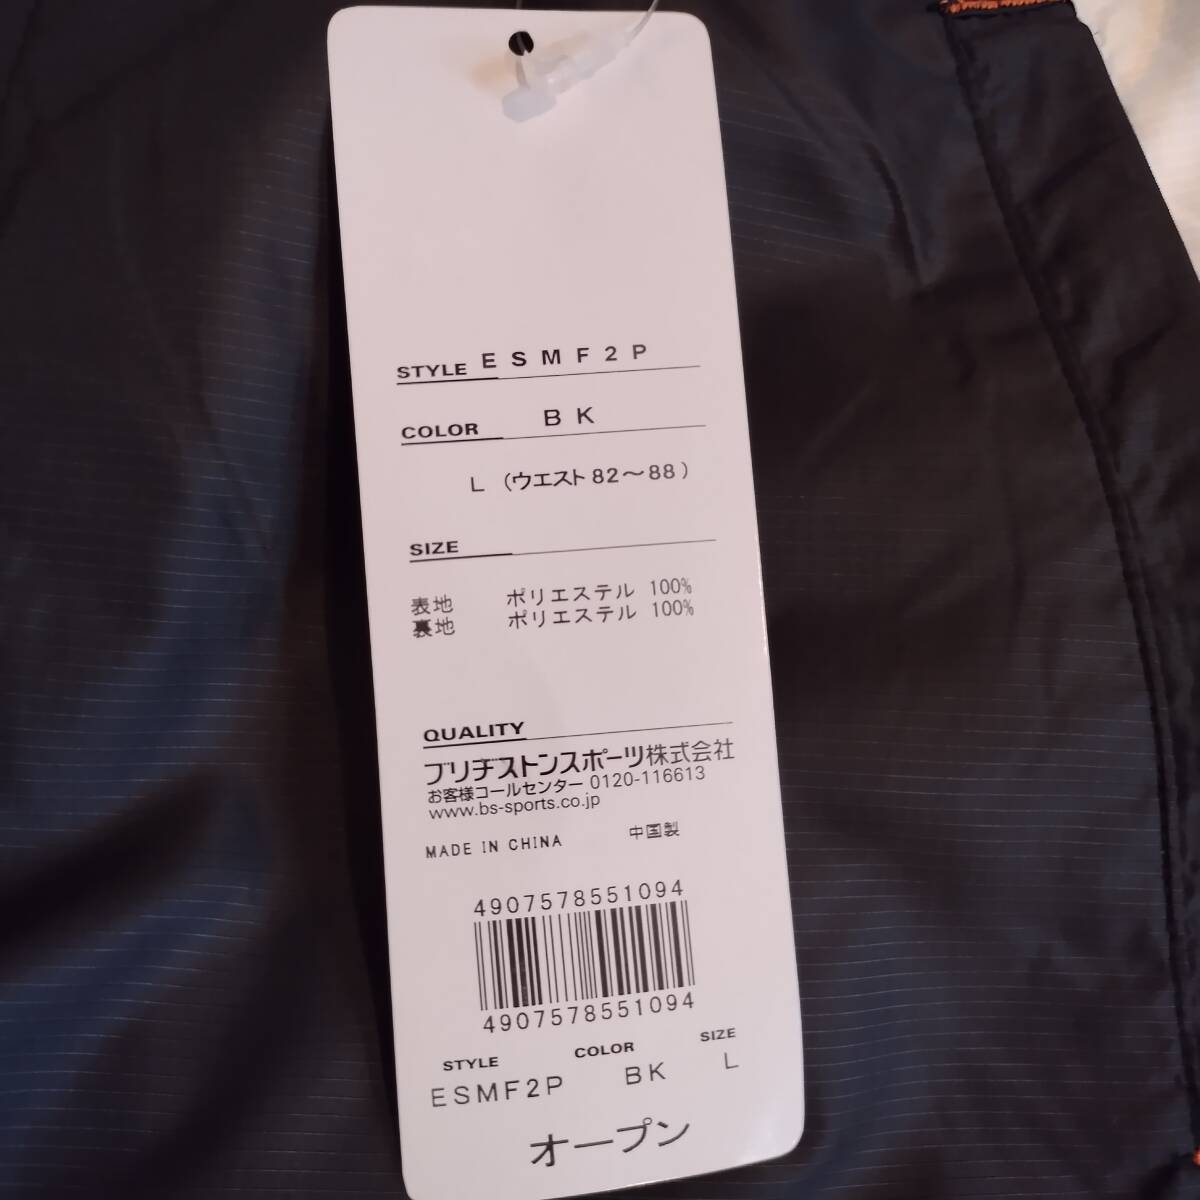 STYLE ESMF2P
COLOR BK
L (ウエスト82～88)
SIZE
表地 ポリエステル 100%
裏地 ポリエステル 100%
QUALITY
ブリヂストンスポーツ株式会社
お客様コールセンター 0120-116613
www.bs-sports.co.jp
MADE IN CHINA 中国製
4907578551094
4907578551094
STYLE COLOR SIZE
ESMF2P BK L
オープン